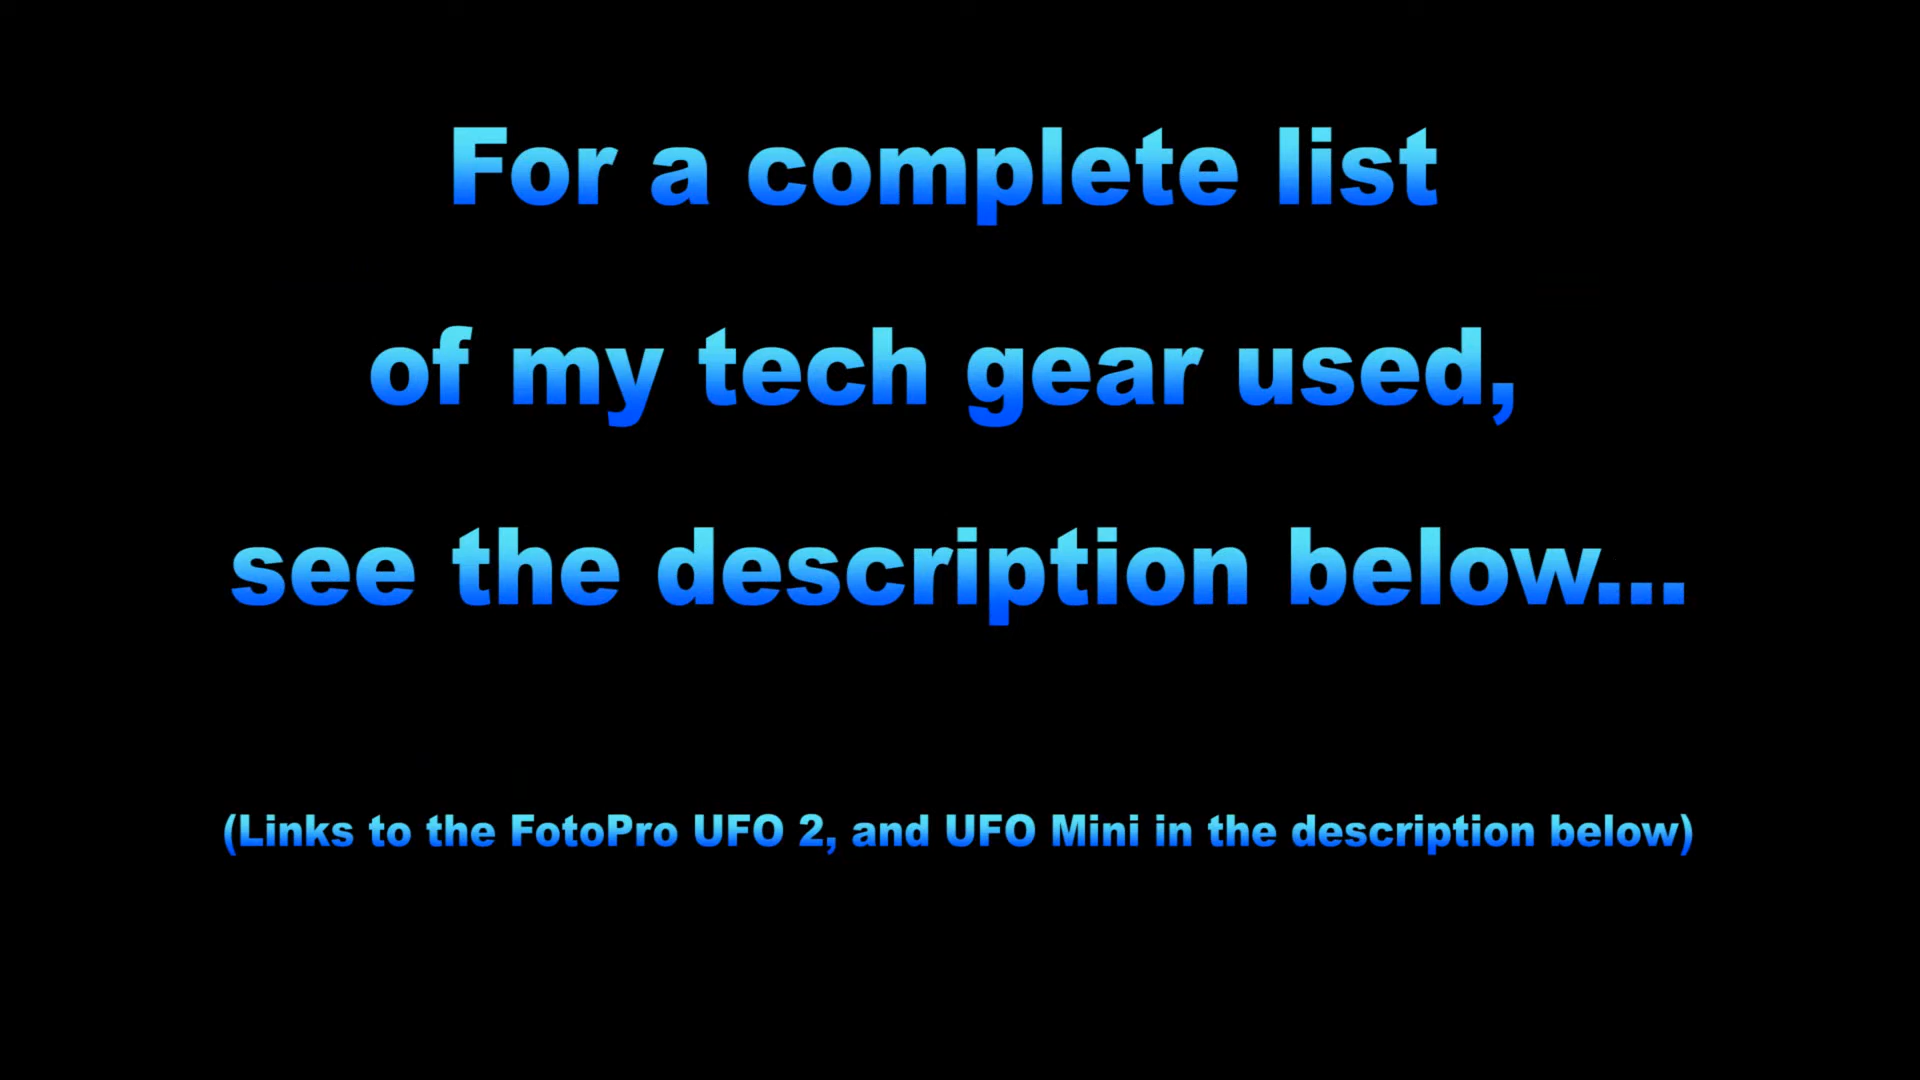 For a complete list
of my tech gear used,
see the description below...
(Links to the FotoPro UFO 2, and UFO Mini in the description below)